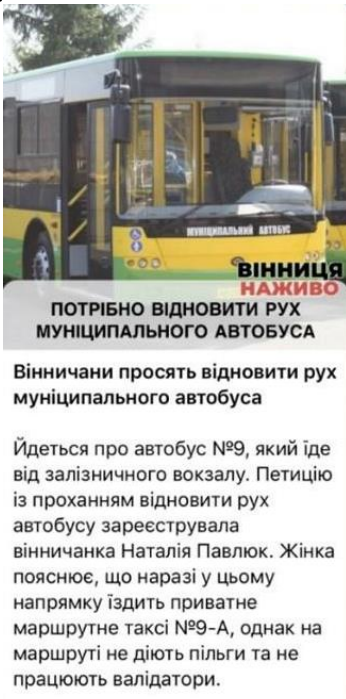 МУНІЦИПАЛЬНИЙ АВТОБУС
ВІННИЦЯ
НАЖИВО
ПОТРІБНО ВІДНОВИТИ РУХ
МУНІЦИПАЛЬНОГО АВТОБУСА
Вінничани просять відновити рух
муніципального автобуса
Йдеться про автобус №9, який їде
від залізничного вокзалу. Петицію
із проханням відновити рух
автобусу зареєструвала
вінничанка Наталія Павлюк. Жінка
пояснює, що наразі у цьому
напрямку їздить приватне
маршрутне таксі №9-А, однак на
маршруті не діють пільги та не
працюють валідатори.